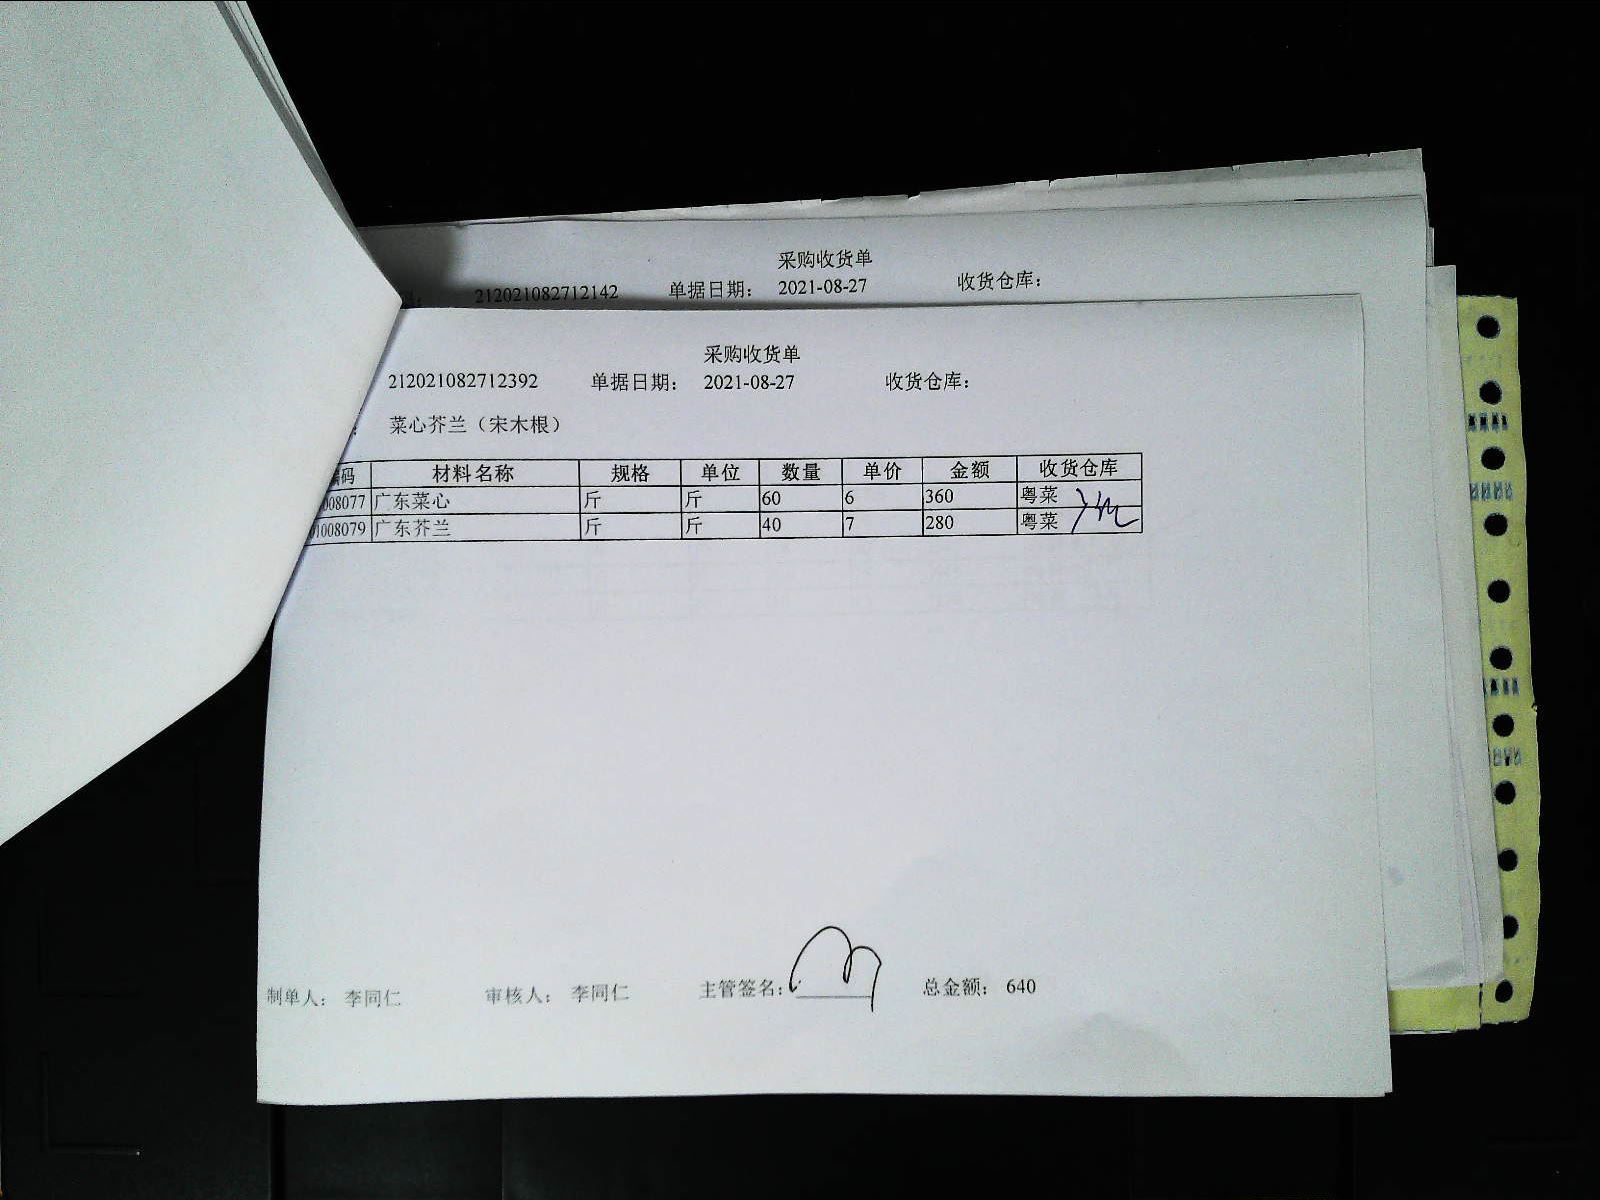 采购收货单
212021082712142 单据日期： 2021-08-27 收货仓库：
采购收货单
212021082712392 单据日期： 2021-08-27 收货仓库：
菜心芥兰（宋木根）
编码 材料名称 规格 单位 数量 单价 金额 收货仓库
008077 广东菜心 斤 斤 60 6 360 粤菜
01008079 广东芥兰 斤 斤 40 7 280 粤菜
制单人： 李同仁 审核人： 李同仁 主管签名： 总金额： 640